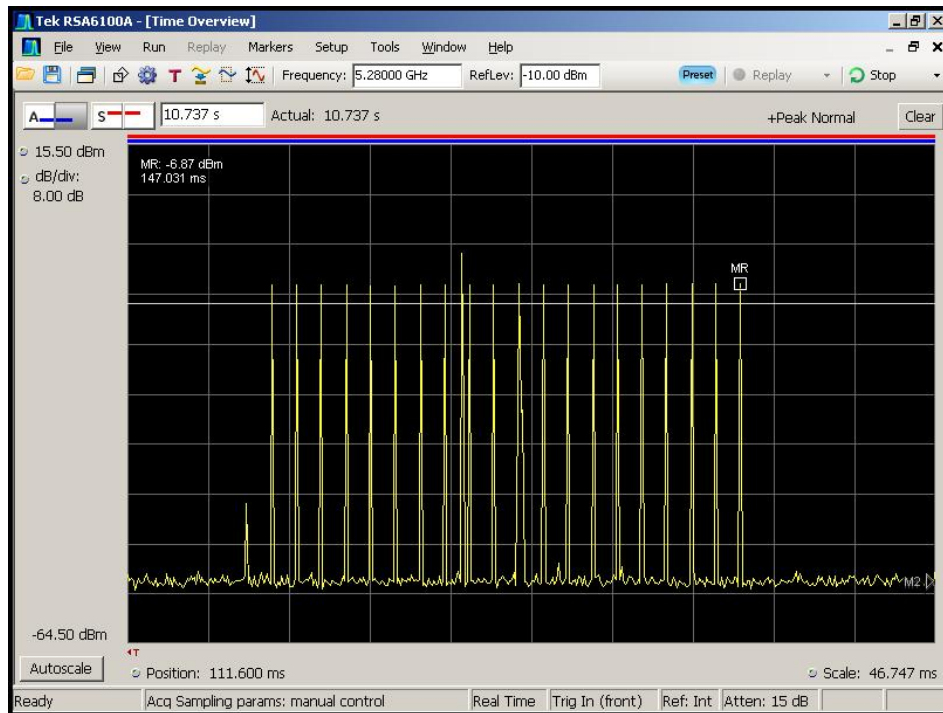 Tek RSA6100A - [Time Overview]
File View Run Replay Markers Setup Tools Window Help
T Frequency: 5.28000 GHz RefLev: -10.00 dBm Preset Replay Stop
A S 10.737 s Actual: 10.737 s +Peak Normal Clear
15.50 dBm
dB/div:
8.00 dB
MR: -6.87 dBm
147.031 ms
MR
M2
-64.50 dBm
T
Autoscale Position: 111.600 ms Scale: 46.747 ms
Ready Acq Sampling params: manual control Real Time Trig In (front) Ref: Int Atten: 15 dB